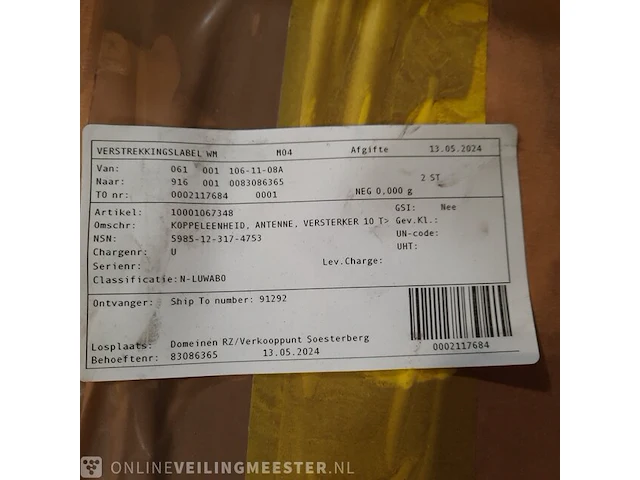 VERSTREKKINGSLABEL WM M04 Afgifte 13.05.2024
Van: 061 001 106-11-08A
Naar: 916 001 0083086365 2 ST
TO nr: 0002117684 0001 NEG 0,000 g
Artikel: 10001067348 GSI: Nee
Omschr: KOPPELEENHEID, ANTENNE, VERSTERKER 10 T> Gev.Kl.:
NSN: 5985-12-317-4753 UN-code:
Chargenr: U UHT:
Serienr: Lev.Charge:
Classificatie:N-LUWABO
Ontvanger: Ship To number: 91292
Losplaats: Domeinen RZ/Verkooppunt Soesterberg
Behoeftenr: 83086365 13.05.2024
0002117684
ONLINEVEILINGMEESTER.NL